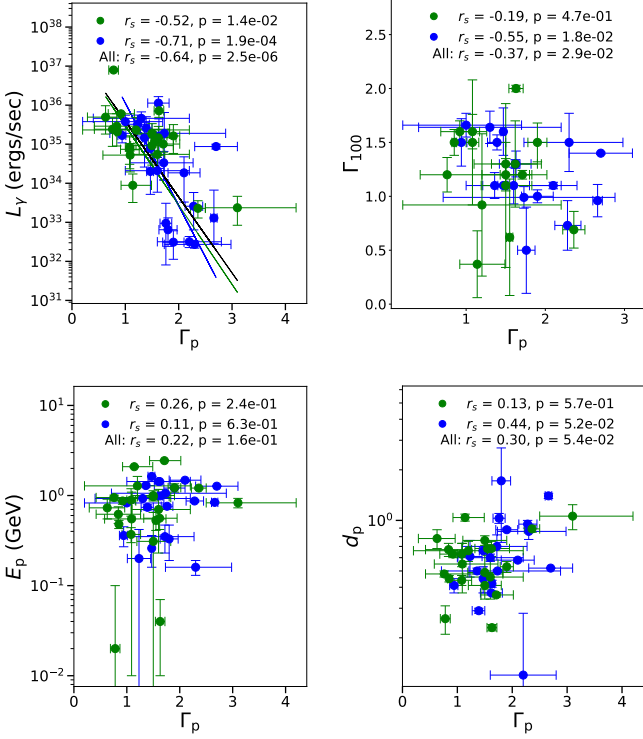 r_s = -0.52, p = 1.4e-02
r_s = -0.71, p = 1.9e-04
All: r_s = -0.64, p = 2.5e-06
10^38
10^37
10^36
10^35
10^34
10^33
10^32
10^31
L_γ (ergs/sec)
0 1 2 3 4
Γ_p
r_s = -0.19, p = 4.7e-01
r_s = -0.55, p = 1.8e-02
All: r_s = -0.37, p = 2.9e-02
2.5
2.0
1.5
1.0
0.5
0.0
Γ_100
1 2 3
Γ_p
r_s = 0.26, p = 2.4e-01
r_s = 0.11, p = 6.3e-01
All: r_s = 0.22, p = 1.6e-01
10^1
10^0
10^−1
10^−2
E_p (GeV)
0 1 2 3 4
Γ_p
r_s = 0.13, p = 5.7e-01
r_s = 0.44, p = 5.2e-02
All: r_s = 0.30, p = 5.4e-02
10^0
d_p
0 1 2 3 4
Γ_p